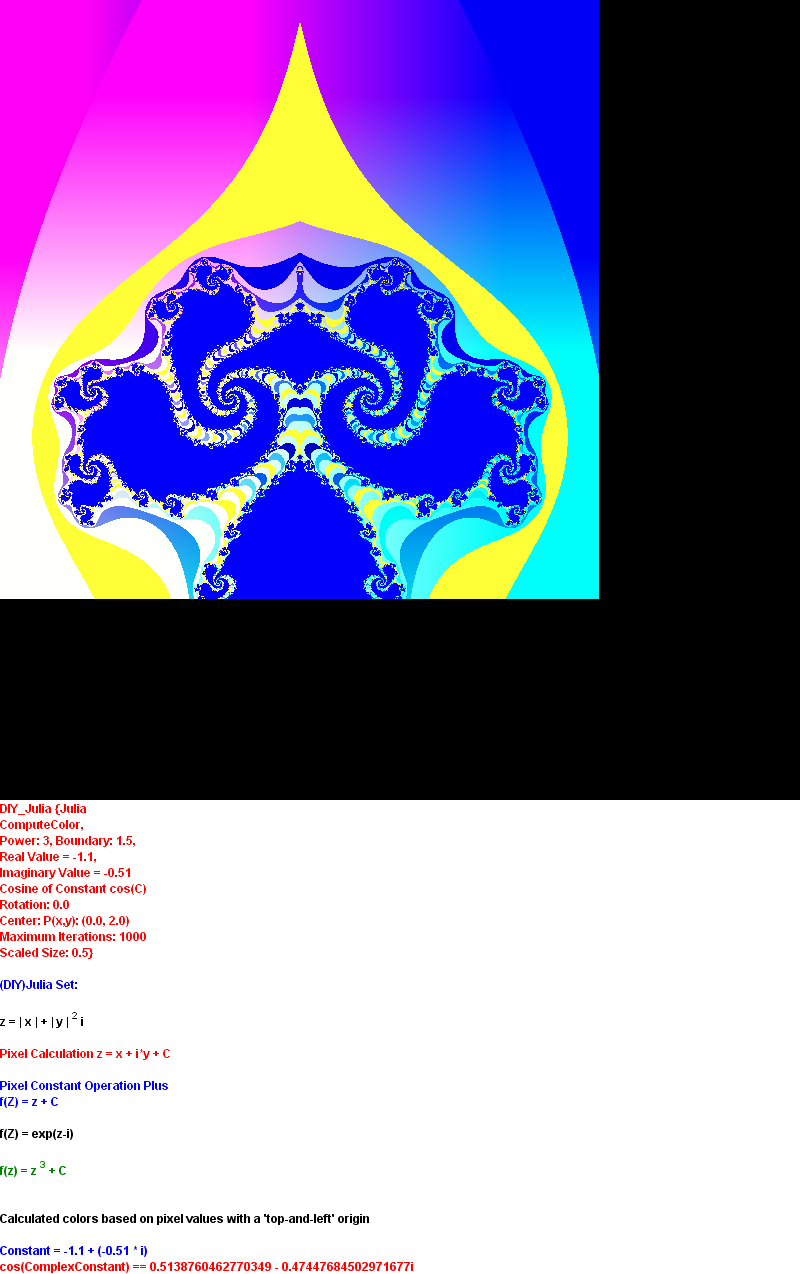 DIY_Julia {Julia
ComputeColor,
Power: 3, Boundary: 1.5,
Real Value = -1.1,
Imaginary Value = -0.51
Cosine of Constant cos(C)
Rotation: 0.0
Center: P(x,y): (0.0, 2.0)
Maximum Iterations: 1000
Scaled Size: 0.5}
(DIY)Julia Set:
z = | x | + | y | 2 i
Pixel Calculation z = x + i*y + C
Pixel Constant Operation Plus
f(Z) = z + C
f(Z) = exp(z-i)
f(z) = z 3 + C
Calculated colors based on pixel values with a 'top-and-left' origin
Constant = -1.1 + (-0.51 * i)
cos(ComplexConstant) == 0.5138760462770349 - 0.47447684502971677i